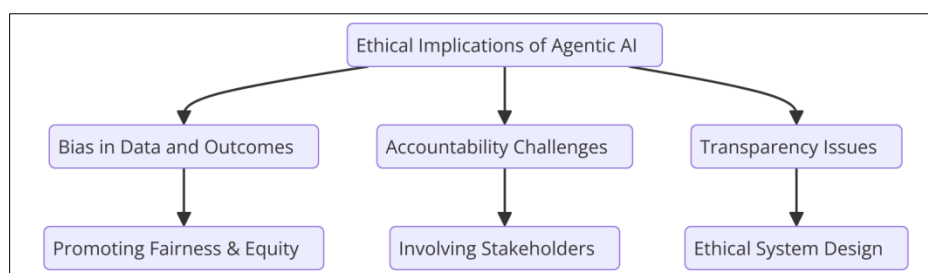 Ethical Implications of Agentic AI
Bias in Data and Outcomes
Accountability Challenges
Transparency Issues
Promoting Fairness & Equity
Involving Stakeholders
Ethical System Design